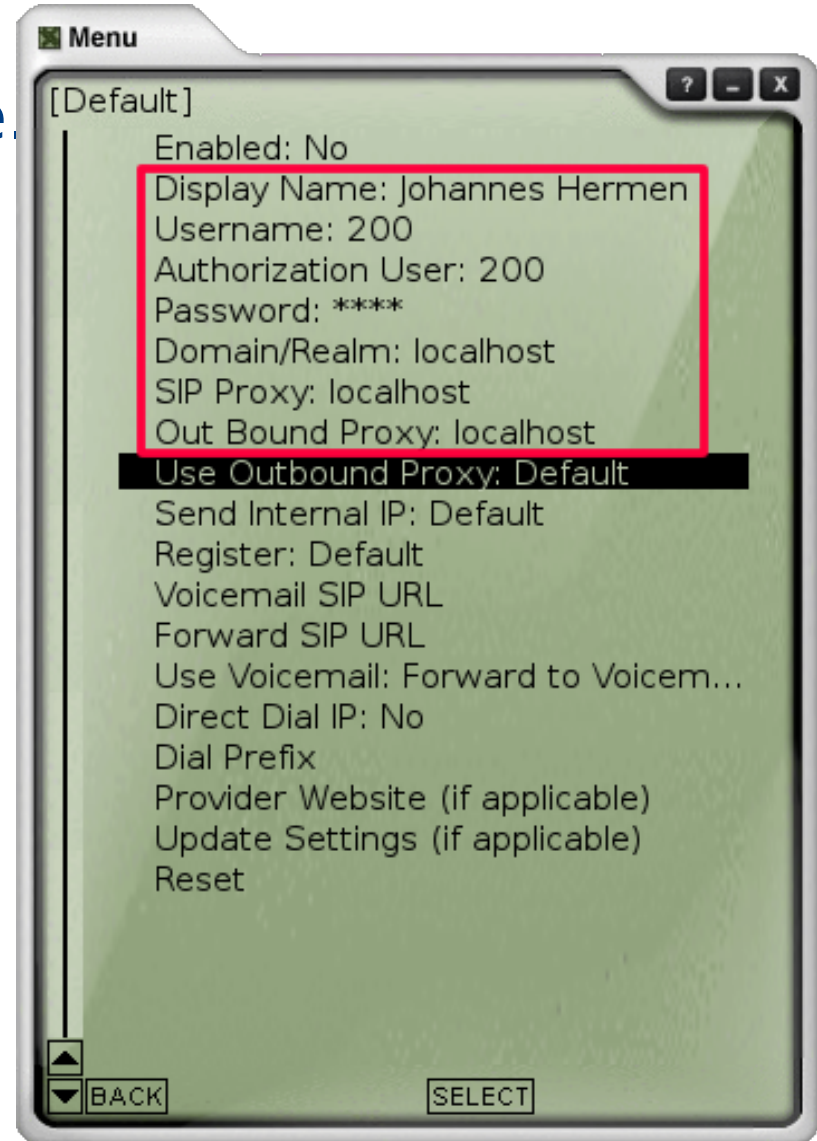 Menu
? - X
e.
[Default]
Enabled: No
Display Name: Johannes Hermen
Username: 200
Authorization User: 200
Password: ****
Domain/Realm: localhost
SIP Proxy: localhost
Out Bound Proxy: localhost
Use Outbound Proxy: Default
Send Internal IP: Default
Register: Default
Voicemail SIP URL
Forward SIP URL
Use Voicemail: Forward to Voicem...
Direct Dial IP: No
Dial Prefix
Provider Website (if applicable)
Update Settings (if applicable)
Reset
BACK SELECT